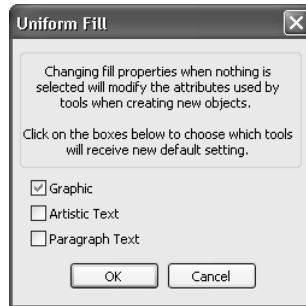 Uniform Fill
Changing fill properties when nothing is
selected will modify the attributes used by
tools when creating new objects.
Click on the boxes below to choose which tools
will receive new default setting.
Graphic
Artistic Text
Paragraph Text
OK Cancel